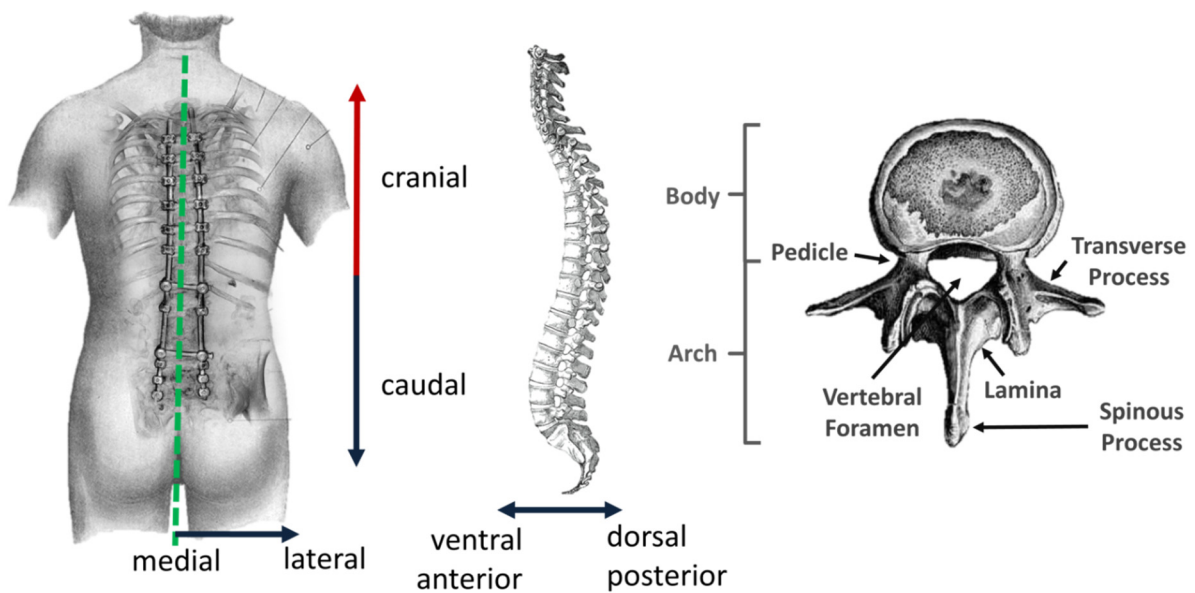 cranial
caudal
medial
lateral
ventral
anterior
dorsal
posterior
Body
Arch
Pedicle
Transverse
Process
Vertebral
Foramen
Lamina
Spinous
Process